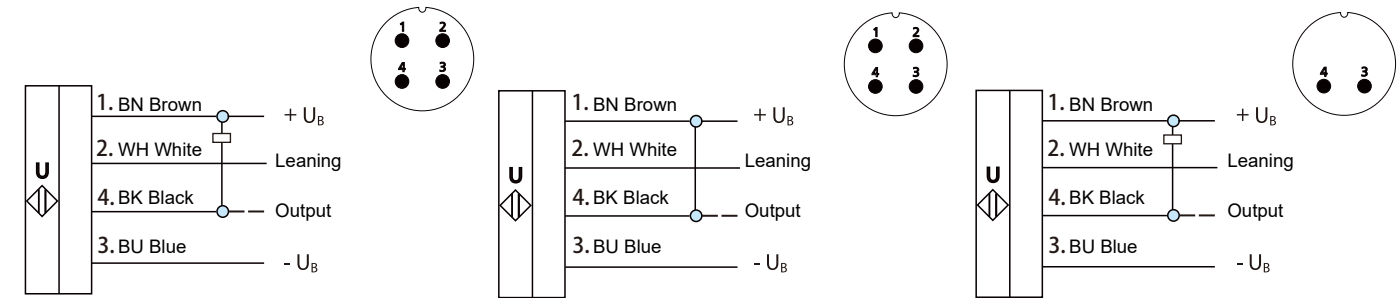 1 2
4 3
1. BN Brown + UB
2. WH White Leaning
U
4. BK Black Output
3. BU Blue - UB
1 2
4 3
1. BN Brown + UB
2. WH White Leaning
U
4. BK Black Output
3. BU Blue - UB
4 3
1. BN Brown + UB
2. WH White Leaning
U
4. BK Black Output
3. BU Blue - UB